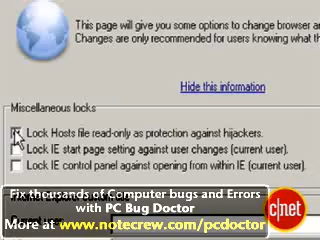 This page will give you some options to change browser a
Changes are only recommended for users knowing what th
Hide this information
Miscellaneous locks
Lock Hosts file read-only as protection against hijackers.
Lock IE start page setting against user changes (current user).
Lock IE control panel against opening from within IE (current user).
Fix thousands of Computer bugs and Errors
with PC Bug Doctor
More at www.notecrew.com/pcdoctor
c|net